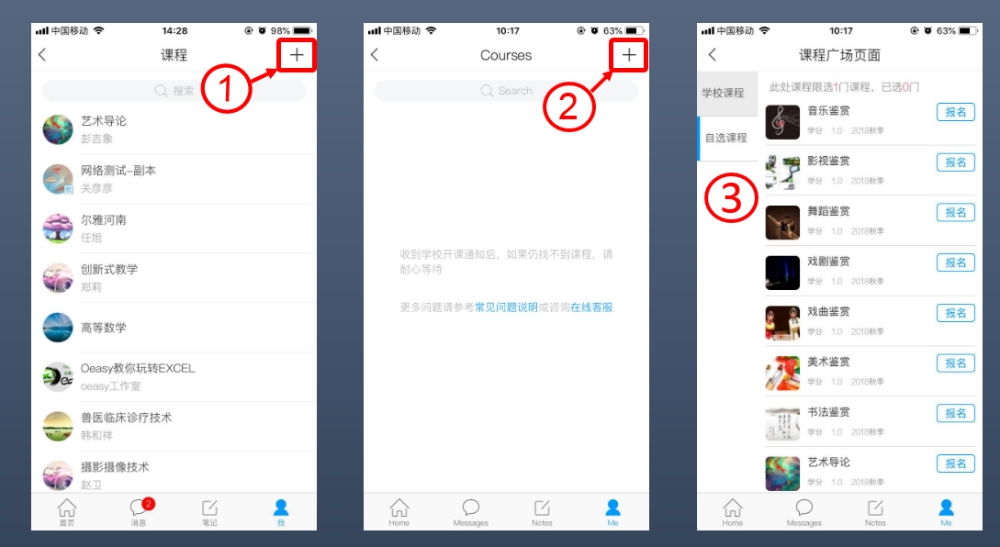 中国移动
14:28
98%
课程
搜索
1
艺术导论
彭吉象
网络测试-副本
关彦彦
教
尔雅河南
任旭
创新式教学
郑莉
高等数学
Oeasy教你玩转EXCEL
oeasy工作室
兽医临床诊疗技术
韩和祥
摄影摄像技术
赵卫
首页
2
消息
笔记
我
中国移动
10:17
63%
Courses
Search
2
收到学校开课通知后，如果仍找不到课程，请
耐心等待
更多问题请参考常见问题说明或咨询在线客服
Home
Messages
Notes
Me
中国移动
10:17
63%
课程广场页面
学校课程
自选课程
3
此处课程限选1门课程，已选0门
音乐鉴赏
学分 1.0 2018秋季
报名
影视鉴赏
学分 1.0 2018秋季
报名
舞蹈鉴赏
学分 1.0 2018秋季
报名
戏剧鉴赏
学分 1.0 2018秋季
报名
戏曲鉴赏
学分 1.0 2018秋季
报名
美术鉴赏
学分 1.0 2018秋季
报名
书法鉴赏
学分 1.0 2018秋季
报名
艺术导论
学分 1.0 2018秋季
报名
Home
Messages
Notes
Me